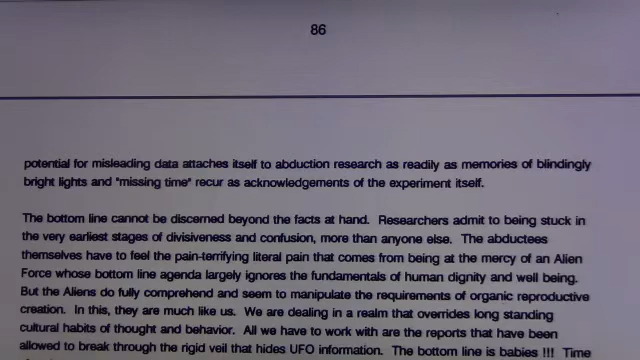 86
potential for misleading data attaches itself to abduction research as readily as memories of blindingly
bright lights and "missing time" recur as acknowledgements of the experiment itself.
The bottom line cannot be discerned beyond the facts at hand. Researchers admit to being stuck in
the very earliest stages of divisiveness and confusion, more than anyone else. The abductees
themselves have to feel the pain-terrifying literal pain that comes from being at the mercy of an Alien
Force whose bottom line agenda largely ignores the fundamentals of human dignity and well being.
But the Aliens do fully comprehend and seem to manipulate the requirements of organic reproductive
creation. In this, they are much like us. We are dealing in a realm that overrides long standing
cultural habits of thought and behavior. All we have to work with are the reports that have been
allowed to break through the rigid veil that hides UFO information. The bottom line is babies !!! Time